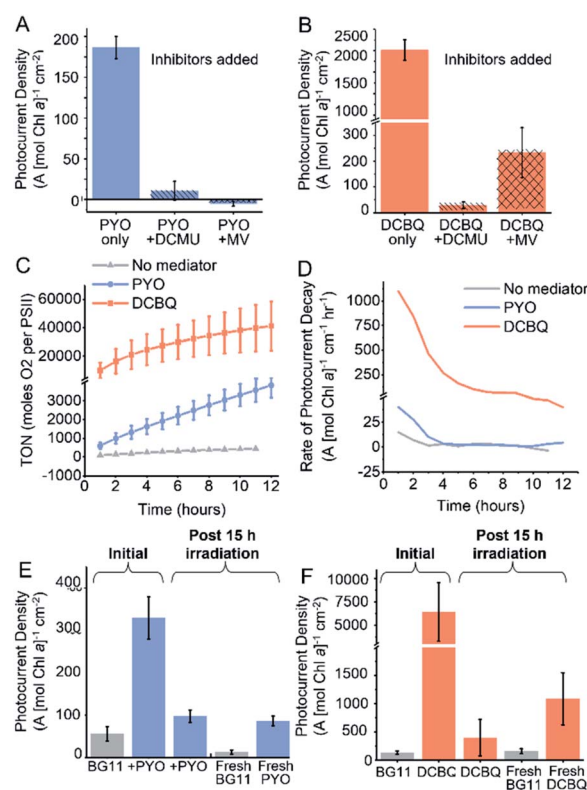 A
Photocurrent Density
(A [mol Chl a]-1 cm-2)
200
150
100
50
0
Inhibitors added
PYO only
PYO +DCMU
PYO +MV
B
Photocurrent Density
(A [mol Chl a]-1 cm-2)
2500
2000
1500
1000
300
200
100
0
Inhibitors added
DCBQ only
DCBQ +DCMU
DCBQ +MV
C
TON (moles O2 per PSII)
60000
40000
20000
3000
2000
1000
0
-1000
No mediator
PYO
DCBQ
0 2 4 6 8 10 12
Time (hours)
D
Rate of Photocurrent Decay
(A [mol Chl a]-1 cm-1 hr-1)
1000
750
500
250
25
0
-25
No mediator
PYO
DCBQ
0 2 4 6 8 10 12
Time (hours)
E
Initial
Post 15 h
irradiation
Photocurrent Density
(A [mol Chl a]-1 cm-2)
400
300
200
100
0
BG11
+PYO
+PYO
Fresh BG11
Fresh PYO
F
Initial
Post 15 h
irradiation
Photocurrent Density
(A [mol Chl a]-1 cm-2)
10000
7500
5000
2500
1500
1000
500
0
BG11
DCBQ
DCBQ
Fresh BG11
Fresh DCBQ